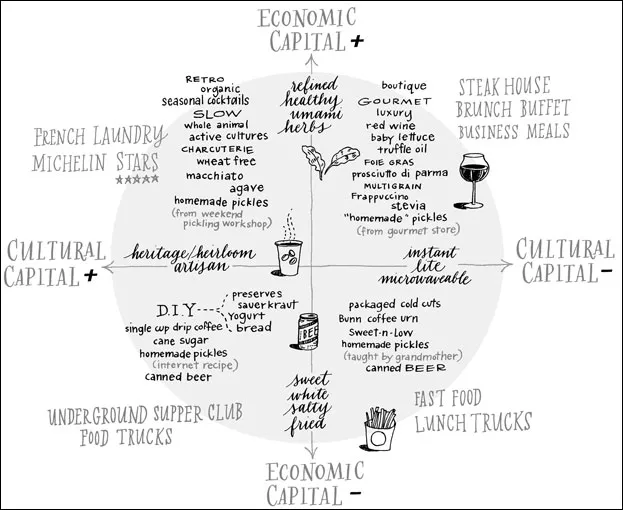 ECONOMIC
CAPITAL +
RETRO
organic
seasonal cocktails
SLOW
whole animal
active cultures
CHARCUTERIE
wheat free
macchiato
agave
homemade pickles
(from weekend
pickling workshop)
refined
healthy
umami
herbs
boutique
GOURMET
luxury
red wine
baby lettuce
truffle oil
FOIE GRAS
prosciutto di parma
MULTIGRAIN
Frappuccino
stevia
"homemade" pickles
(from gourmet store)
FRENCH LAUNDRY
MICHELIN STARS
STEAK HOUSE
BRUNCH BUFFET
BUSINESS MEALS
CULTURAL
CAPITAL +
heritage/heirloom
artisan
instant
lite
microwaveable
CULTURAL
CAPITAL -
D.I.Y
preserves
sauerkraut
yogurt
bread
single cup drip coffee
cane sugar
homemade pickles
(internet recipe)
canned beer
BEER
packaged cold cuts
Bunn coffee urn
Sweet-n-Low
homemade pickles
(taught by grandmother)
canned BEER
sweet
white
salty
fried
UNDERGROUND SUPPER CLUB
FOOD TRUCKS
FAST FOOD
LUNCH TRUCKS
ECONOMIC
CAPITAL -